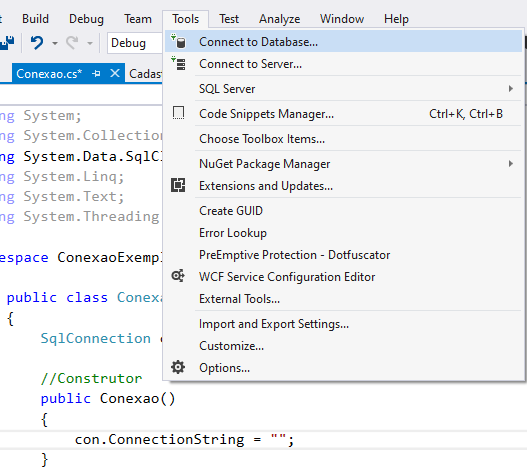 t Build Debug Team Tools Test Analyze Window Help
Debug
Conexao.cs* Cadas
Connect to Database...
Connect to Server...
SQL Server
Code Snippets Manager... Ctrl+K, Ctrl+B
Choose Toolbox Items...
NuGet Package Manager
Extensions and Updates...
Create GUID
Error Lookup
PreEmptive Protection - Dotfuscator
WCF Service Configuration Editor
External Tools...
Import and Export Settings...
Customize...
Options...
ng System;
ng System.Collection
ng System.Data.SqlCl
ng System.Linq;
ng System.Text;
ng System.Threading
espace ConexaoExempl
public class Conexa
{
SqlConnection c
//Construtor
public Conexao()
{
con.ConnectionString = "";
}